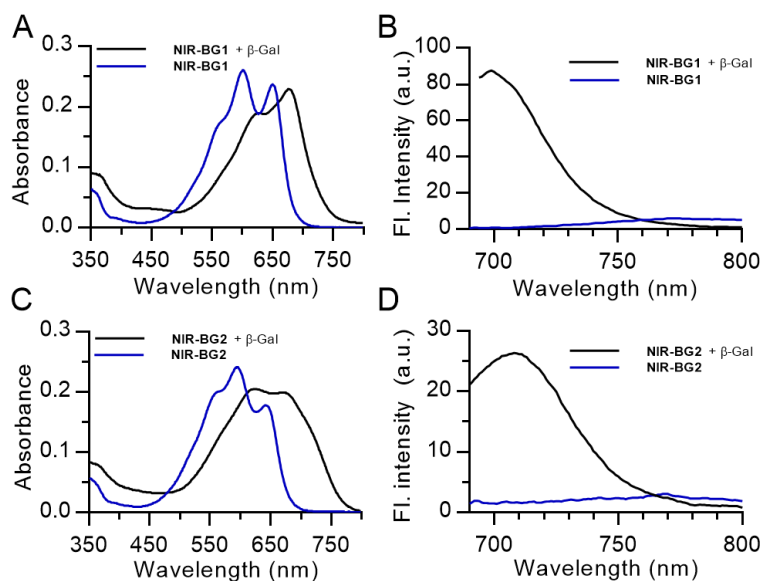 A
NIR-BG1 + β-Gal
NIR-BG1
0.3
0.2
0.1
0.0
Absorbance
350 450 550 650 750
Wavelength (nm)
B
NIR-BG1 + β-Gal
NIR-BG1
100
80
60
40
20
0
Fl. Intensity (a.u.)
700 750 800
Wavelength (nm)
C
NIR-BG2 + β-Gal
NIR-BG2
0.3
0.2
0.1
0.0
Absorbance
350 450 550 650 750
Wavelength (nm)
D
NIR-BG2 + β-Gal
NIR-BG2
30
20
10
0
Fl. intensity (a.u.)
700 750 800
Wavelength (nm)